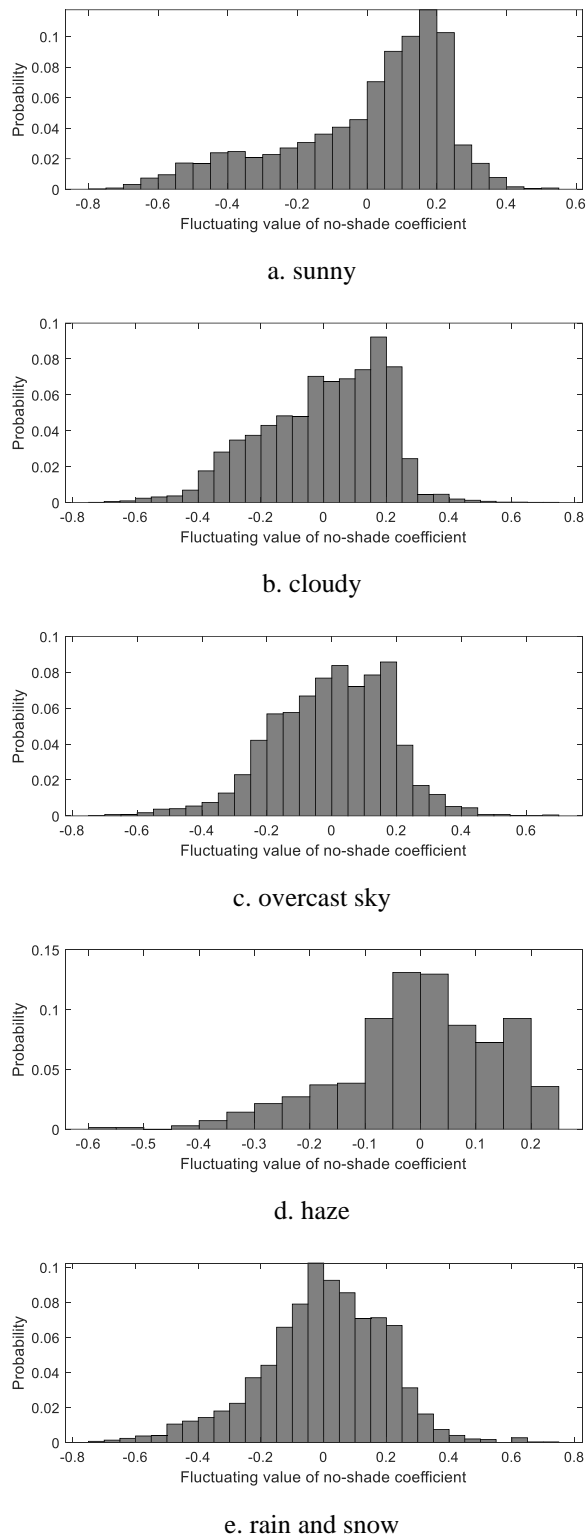 0.1
0.08
0.06
0.04
0.02
0
Probability
-0.8 -0.6 -0.4 -0.2 0 0.2 0.4 0.6
Fluctuating value of no-shade coefficient
a. sunny
0.1
0.08
0.06
0.04
0.02
0
Probability
-0.8 -0.6 -0.4 -0.2 0 0.2 0.4 0.6 0.8
Fluctuating value of no-shade coefficient
b. cloudy
0.1
0.08
0.06
0.04
0.02
0
Probability
-0.8 -0.6 -0.4 -0.2 0 0.2 0.4 0.6
Fluctuating value of no-shade coefficient
c. overcast sky
0.15
0.1
0.05
0
Probability
-0.6 -0.5 -0.4 -0.3 -0.2 -0.1 0 0.1 0.2
Fluctuating value of no-shade coefficient
d. haze
0.1
0.08
0.06
0.04
0.02
0
Probability
-0.8 -0.6 -0.4 -0.2 0 0.2 0.4 0.6 0.8
Fluctuating value of no-shade coefficient
e. rain and snow